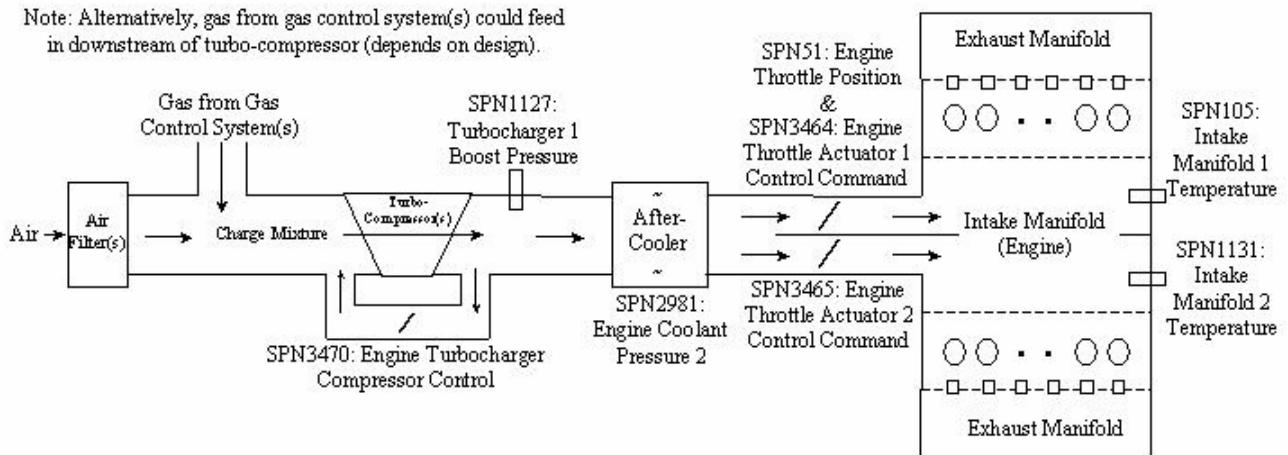 Note: Alternatively, gas from gas control system(s) could feed
in downstream of turbo-compressor (depends on design).
Gas from Gas
Control System(s)
SPN1127:
Turbocharger 1
Boost Pressure
SPN51: Engine
Throttle Position
&
SPN3464: Engine
Throttle Actuator 1
Control Command
Exhaust Manifold
SPN105:
Intake
Manifold 1
Temperature
Air
Air
Filter(s)
Charge Mixture
Turbo-
Compressor(s)
~
After-
Cooler
~
Intake Manifold
(Engine)
SPN1131:
Intake
Manifold 2
Temperature
SPN3470: Engine Turbocharger
Compressor Control
SPN2981:
Engine Coolant
Pressure 2
SPN3465: Engine
Throttle Actuator 2
Control Command
Exhaust Manifold